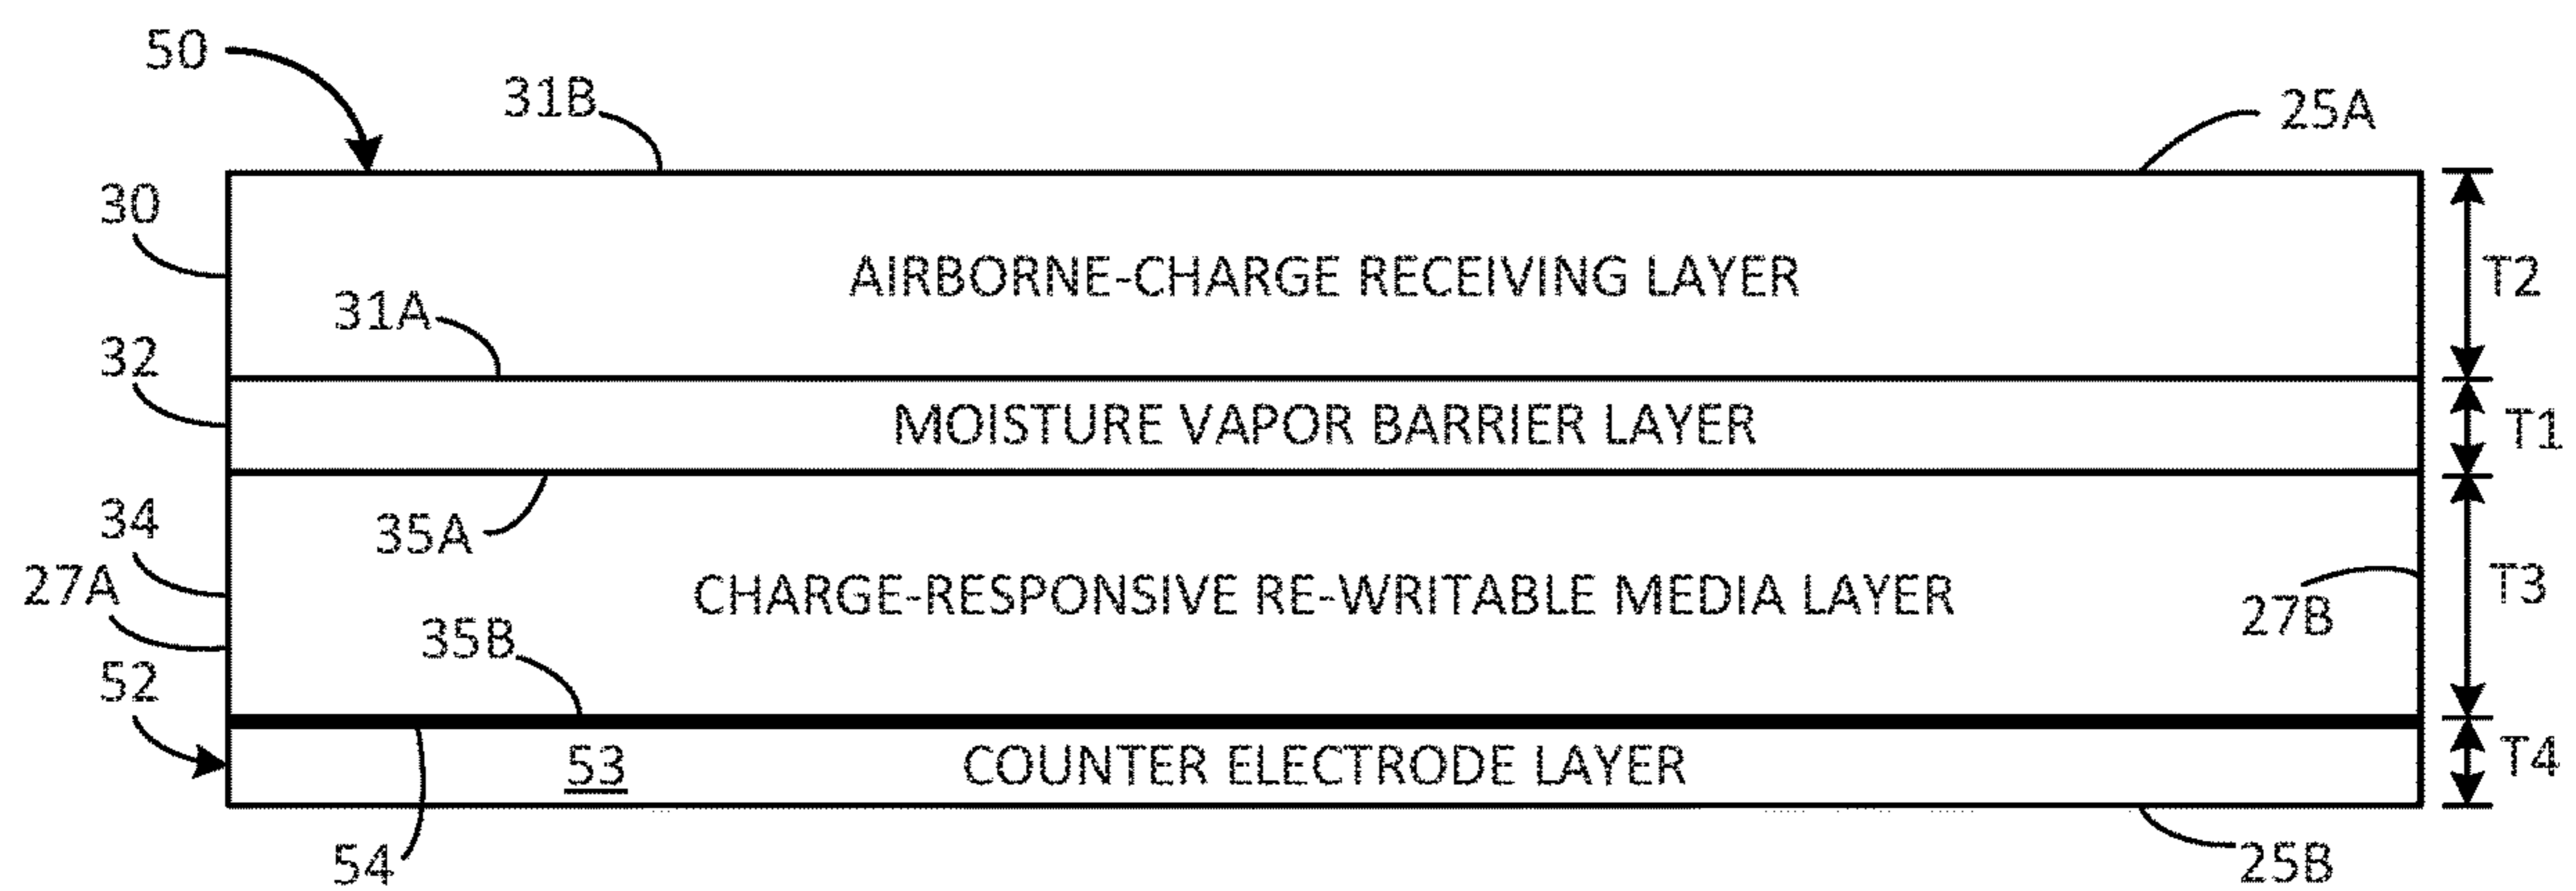 50
31B
25A
30
AIRBORNE-CHARGE RECEIVING LAYER
T2
31A
32
MOISTURE VAPOR BARRIER LAYER
T1
34
35A
27A
CHARGE-RESPONSIVE RE-WRITABLE MEDIA LAYER
T3
27B
35B
52
53
COUNTER ELECTRODE LAYER
T4
54
25B